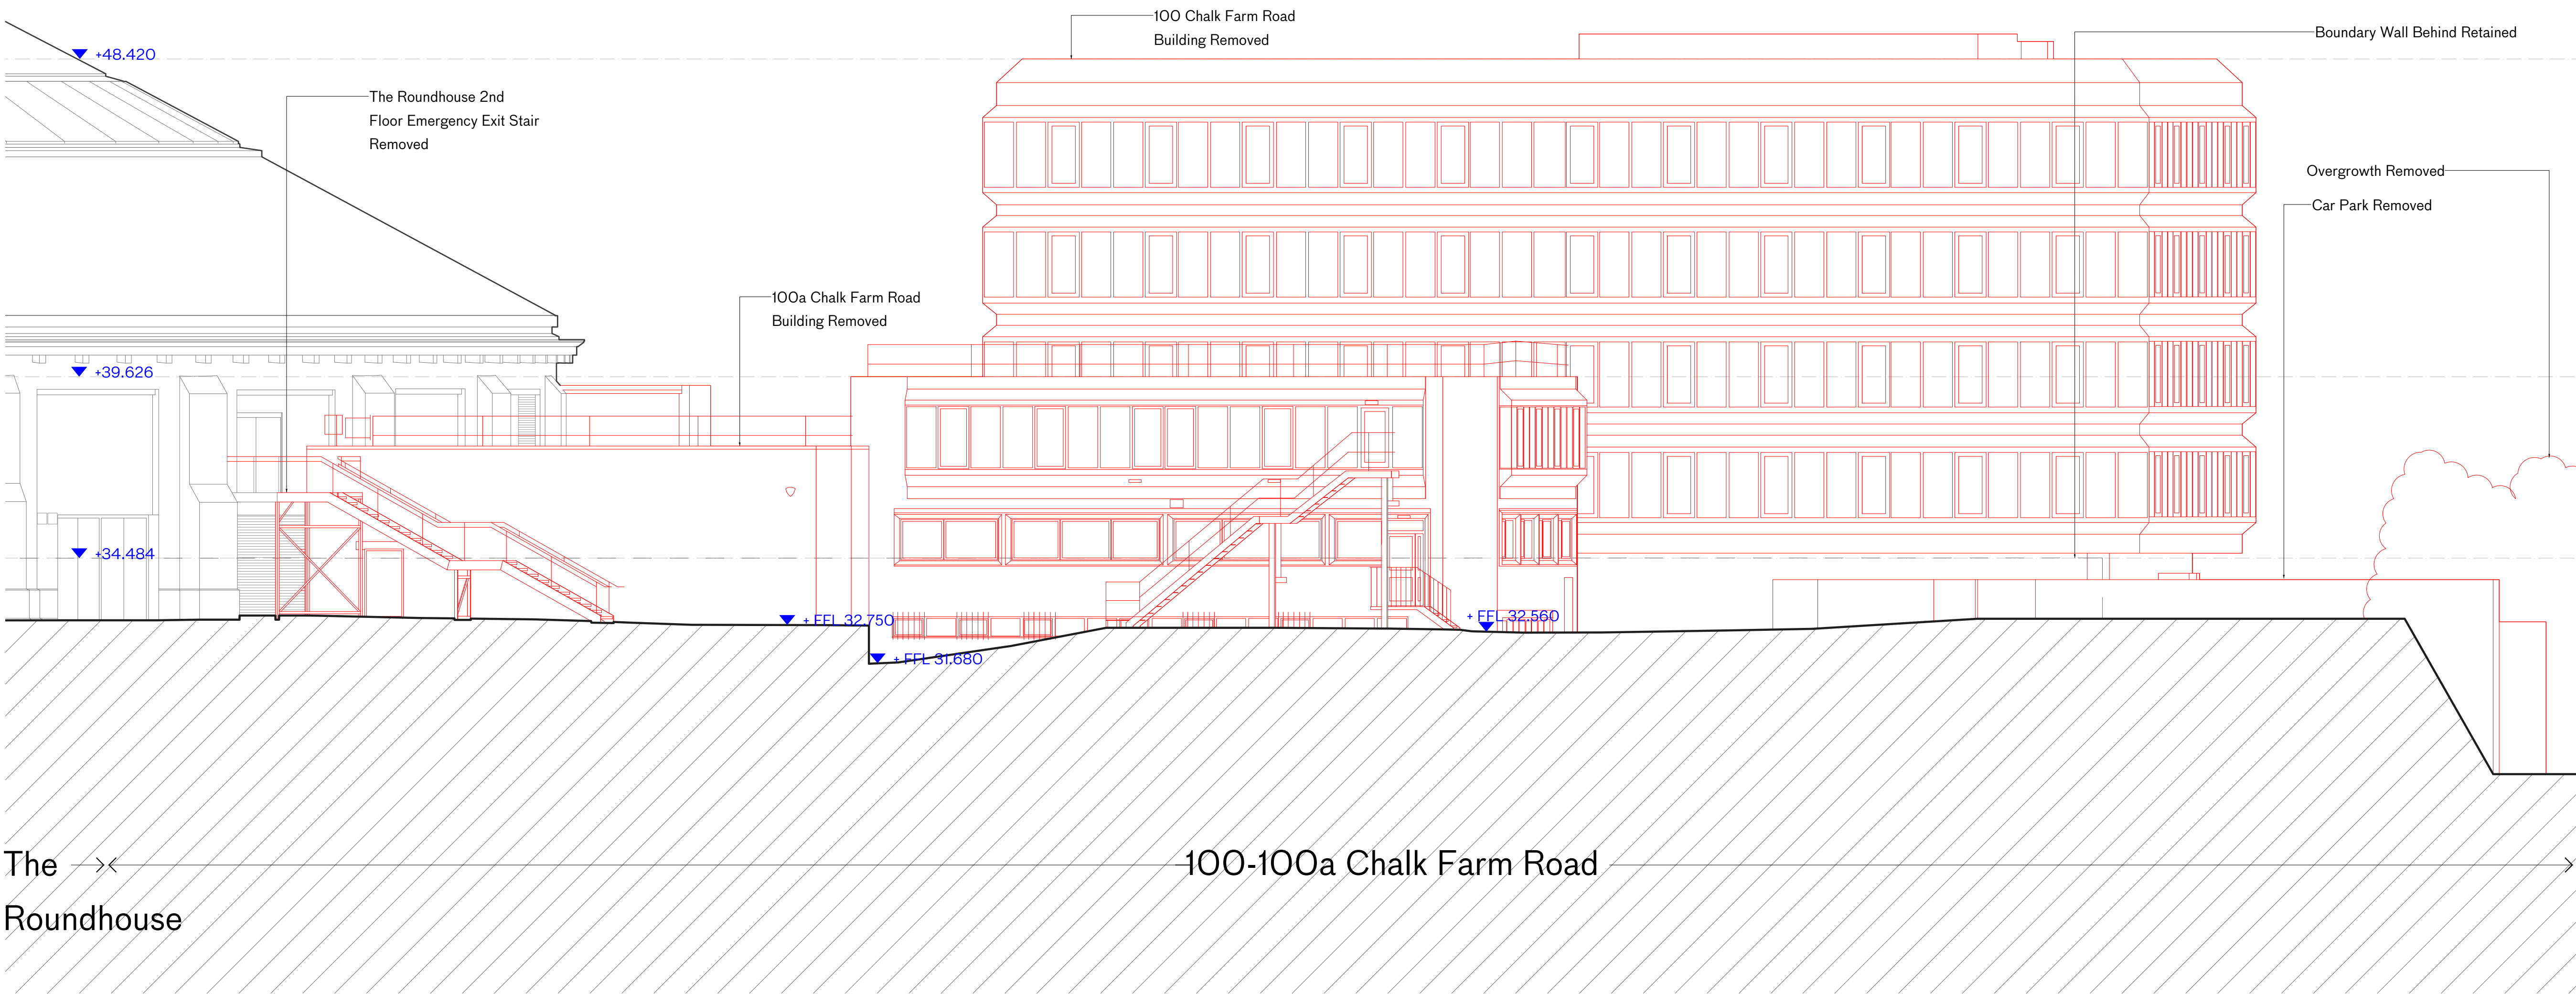 100 Chalk Farm Road
Building Removed
Boundary Wall Behind Retained
+48.420
The Roundhouse 2nd
Floor Emergency Exit Stair
Removed
Overgrowth Removed
Car Park Removed
100a Chalk Farm Road
Building Removed
+39.626
+34.484
+ FFL 32.750
+ FFL 32.560
+ FFL 31.680
The
Roundhouse
100-100a Chalk Farm Road